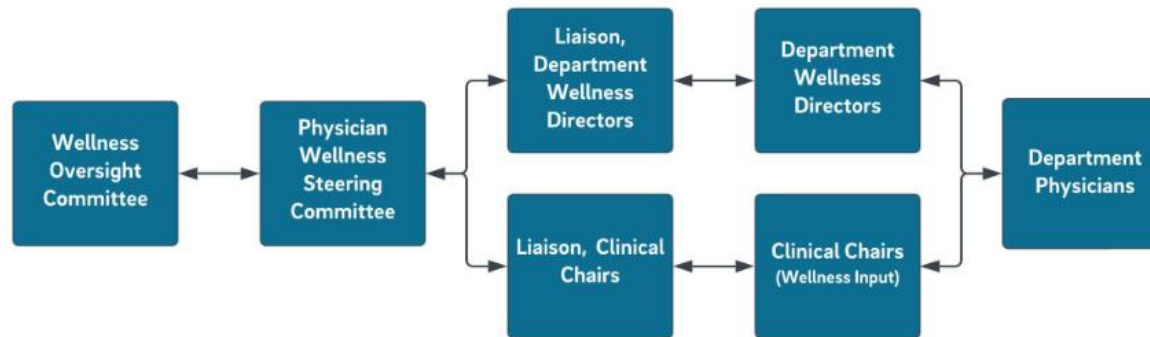 Wellness
Oversight
Committee
Physician
Wellness
Steering
Committee
Liaison,
Department
Wellness
Directors
Department
Wellness
Directors
Liaison, Clinical
Chairs
Clinical Chairs
(Wellness Input)
Department
Physicians